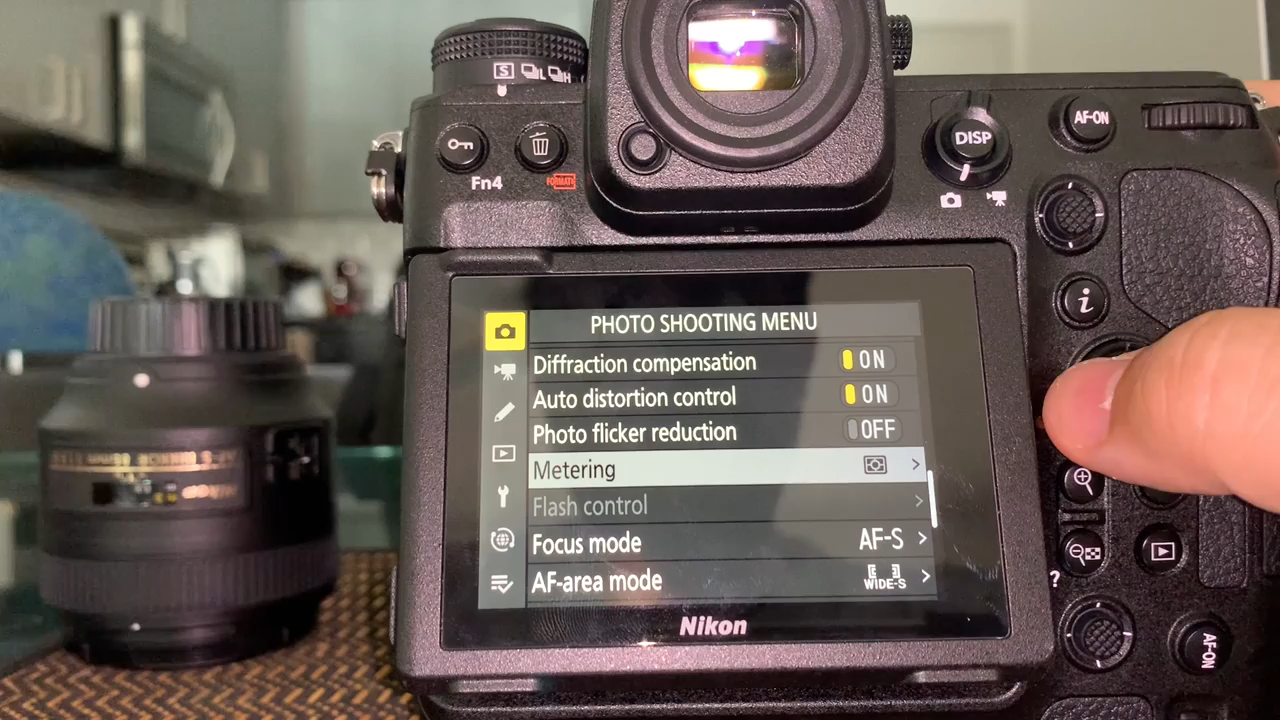 S L H
DISP
AF-ON
Fn4
FORMAT
i
PHOTO SHOOTING MENU
Diffraction compensation ON
Auto distortion control ON
Photo flicker reduction OFF
Metering
Flash control
Focus mode AF-S
AF-area mode WIDE-S
Nikon
?
AF-ON